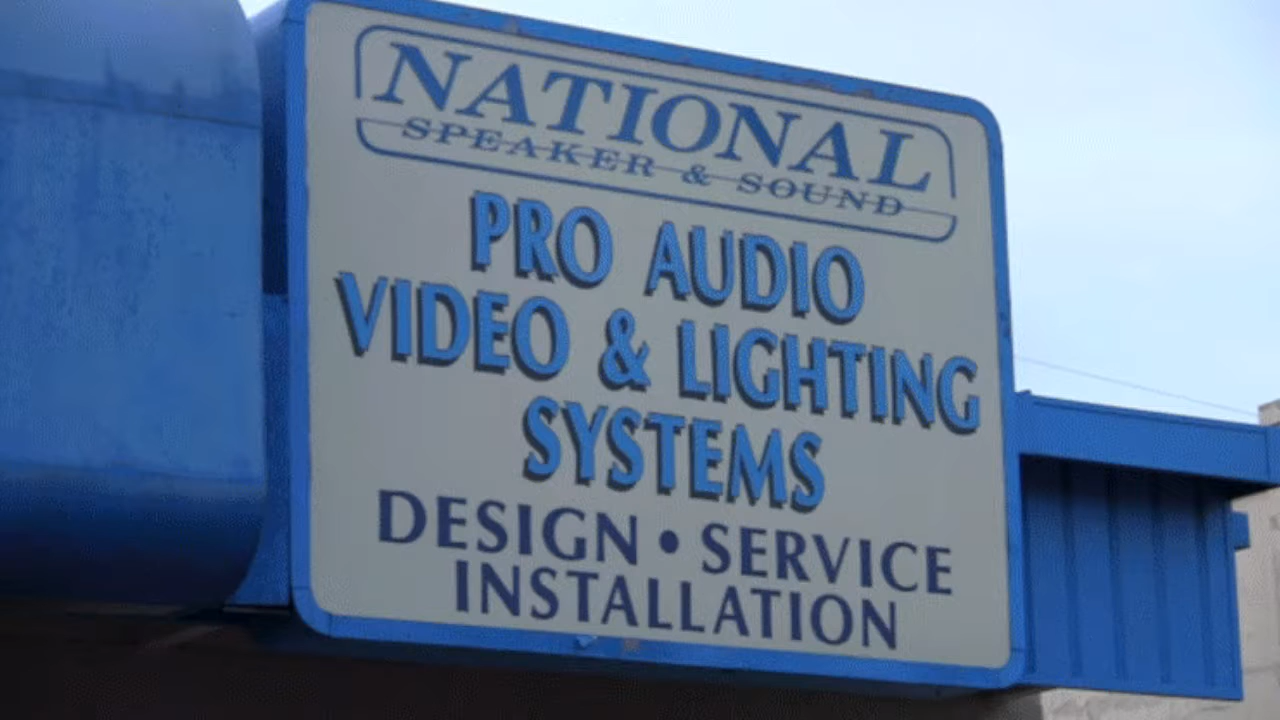 NATIONAL
SPEAKER & SOUND
PRO AUDIO
VIDEO & LIGHTING
SYSTEMS
DESIGN • SERVICE
INSTALLATION